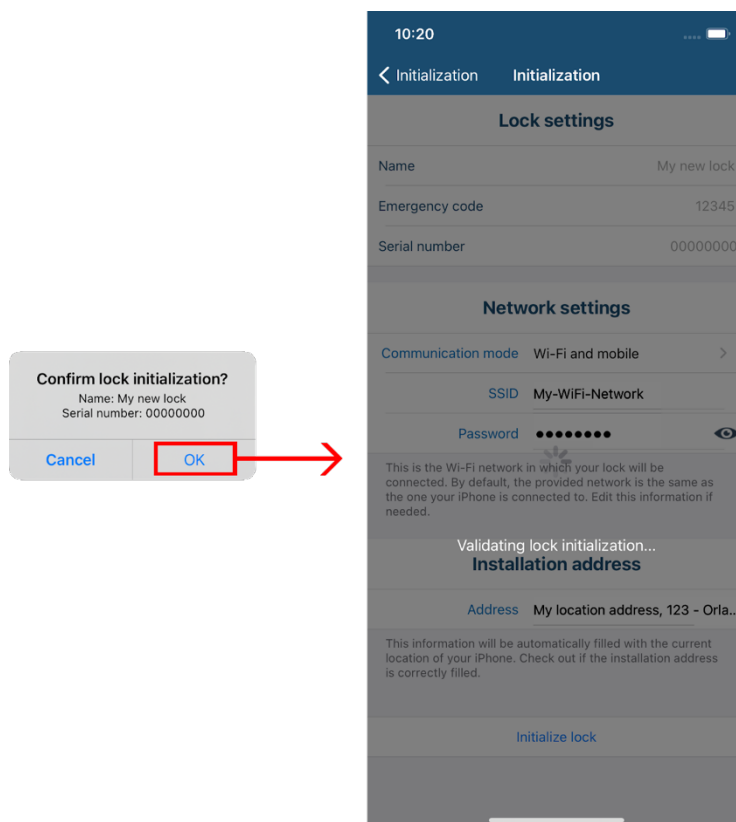 Confirm lock initialization?
Name: My new lock
Serial number: 00000000
Cancel OK
10:20
Initialization Initialization
Lock settings
Name My new lock
Emergency code 12345
Serial number 00000000
Network settings
Communication mode Wi-Fi and mobile
SSID My-WiFi-Network
Password ●●●●●●●●
This is the Wi-Fi network in which your lock will be
connected. By default, the provided network is the same as
the one your iPhone is connected to. Edit this information if
needed.
Validating lock initialization...
Installation address
Address My location address, 123 - Orla...
This information will be automatically filled with the current
location of your iPhone. Check out if the installation address
is correctly filled.
Initialize lock